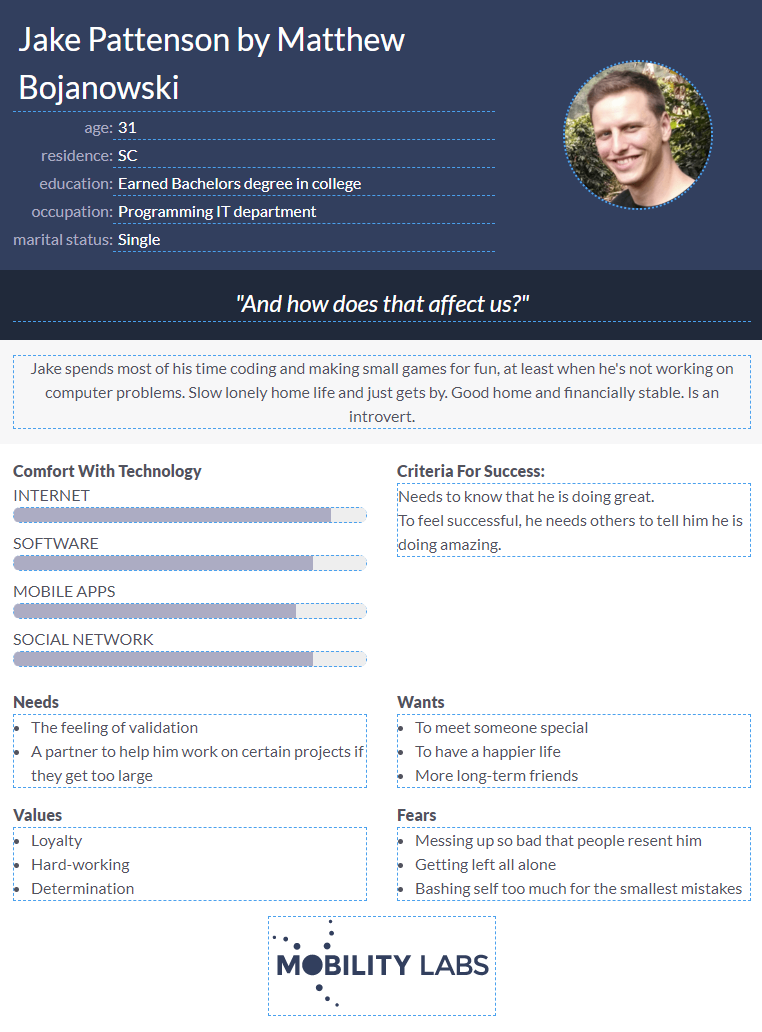 Jake Pattenson by Matthew
Bojanowski
age: 31
residence: SC
education: Earned Bachelors degree in college
occupation: Programming IT department
marital status: Single
"And how does that affect us?"
Jake spends most of his time coding and making small games for fun, at least when he's not working on
computer problems. Slow lonely home life and just gets by. Good home and financially stable. Is an
introvert.
Comfort With Technology
INTERNET
SOFTWARE
MOBILE APPS
SOCIAL NETWORK
Criteria For Success:
Needs to know that he is doing great.
To feel successful, he needs others to tell him he is
doing amazing.
Needs
• The feeling of validation
• A partner to help him work on certain projects if
they get too large
Wants
• To meet someone special
• To have a happier life
• More long-term friends
Values
• Loyalty
• Hard-working
• Determination
Fears
• Messing up so bad that people resent him
• Getting left all alone
• Bashing self too much for the smallest mistakes
MOBILITY LABS